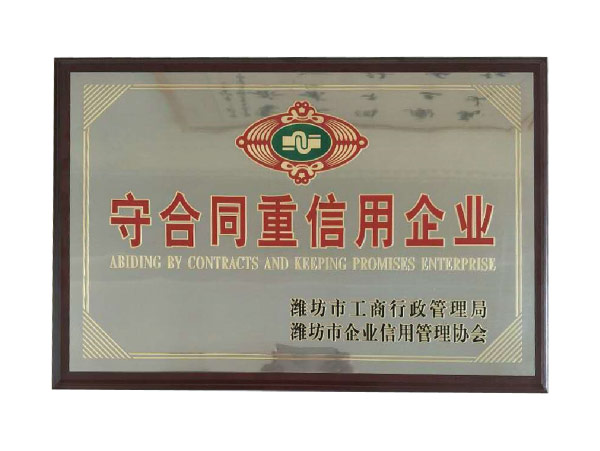 守合同重信用企业
ABIDING BY CONTRACTS AND KEEPING PROMISES ENTERPRISE
潍坊市工商行政管理局
潍坊市企业信用管理协会